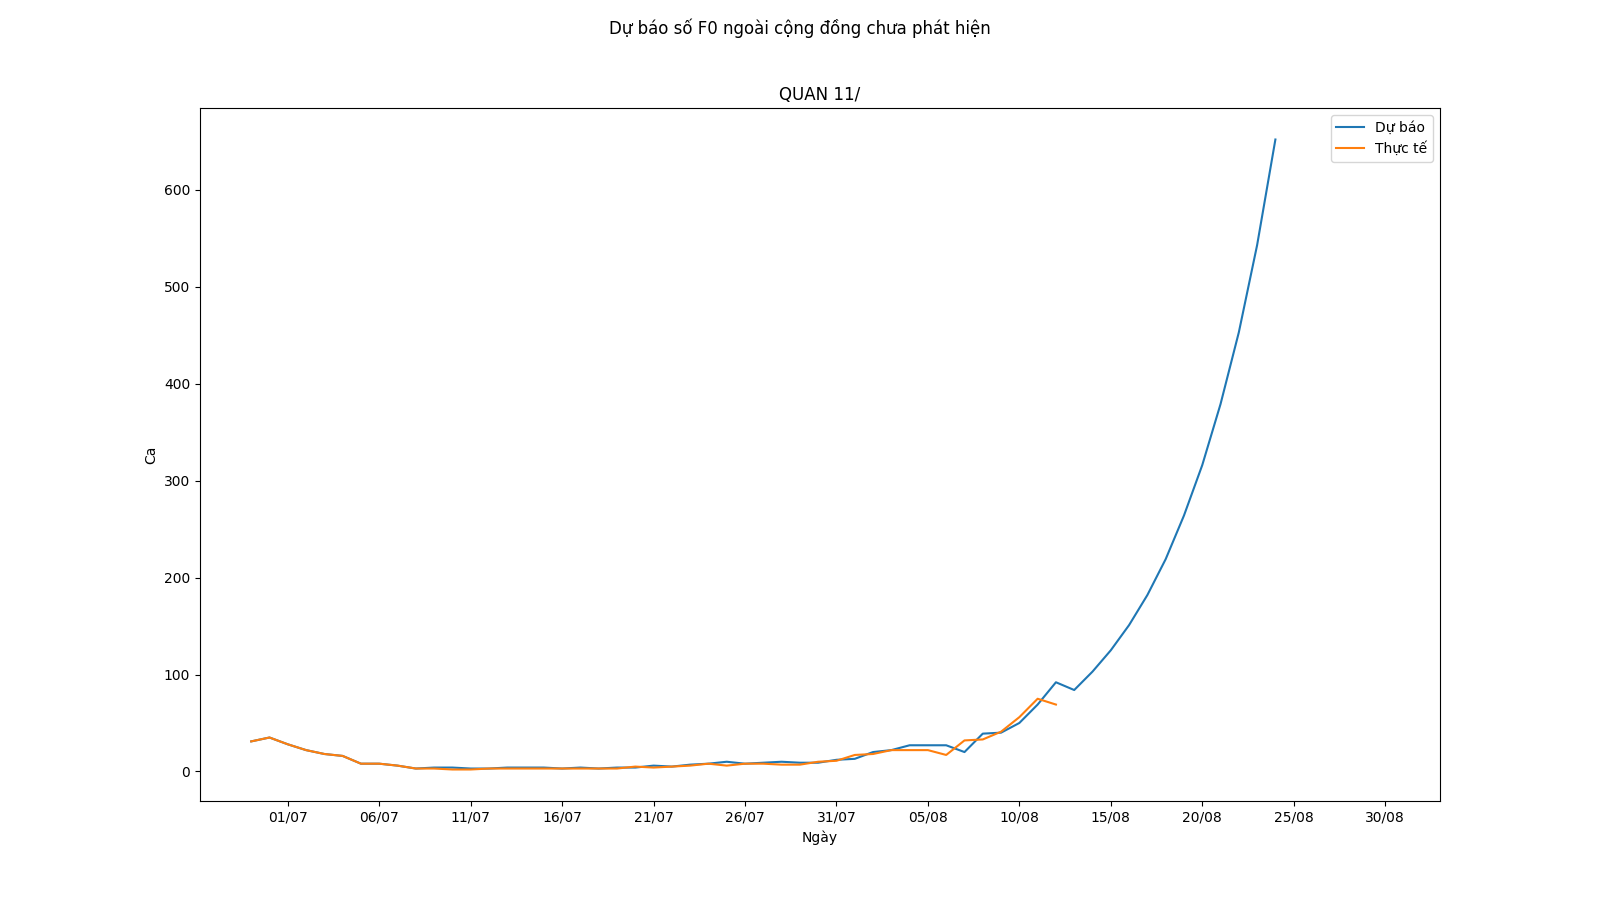 Dự báo số F0 ngoài cộng đồng chưa phát hiện
QUAN 11/
Dự báo
Thực tế
600
500
400
300
200
100
0
Ca
01/07 06/07 11/07 16/07 21/07 26/07 31/07 05/08 10/08 15/08 20/08 25/08 30/08
Ngày